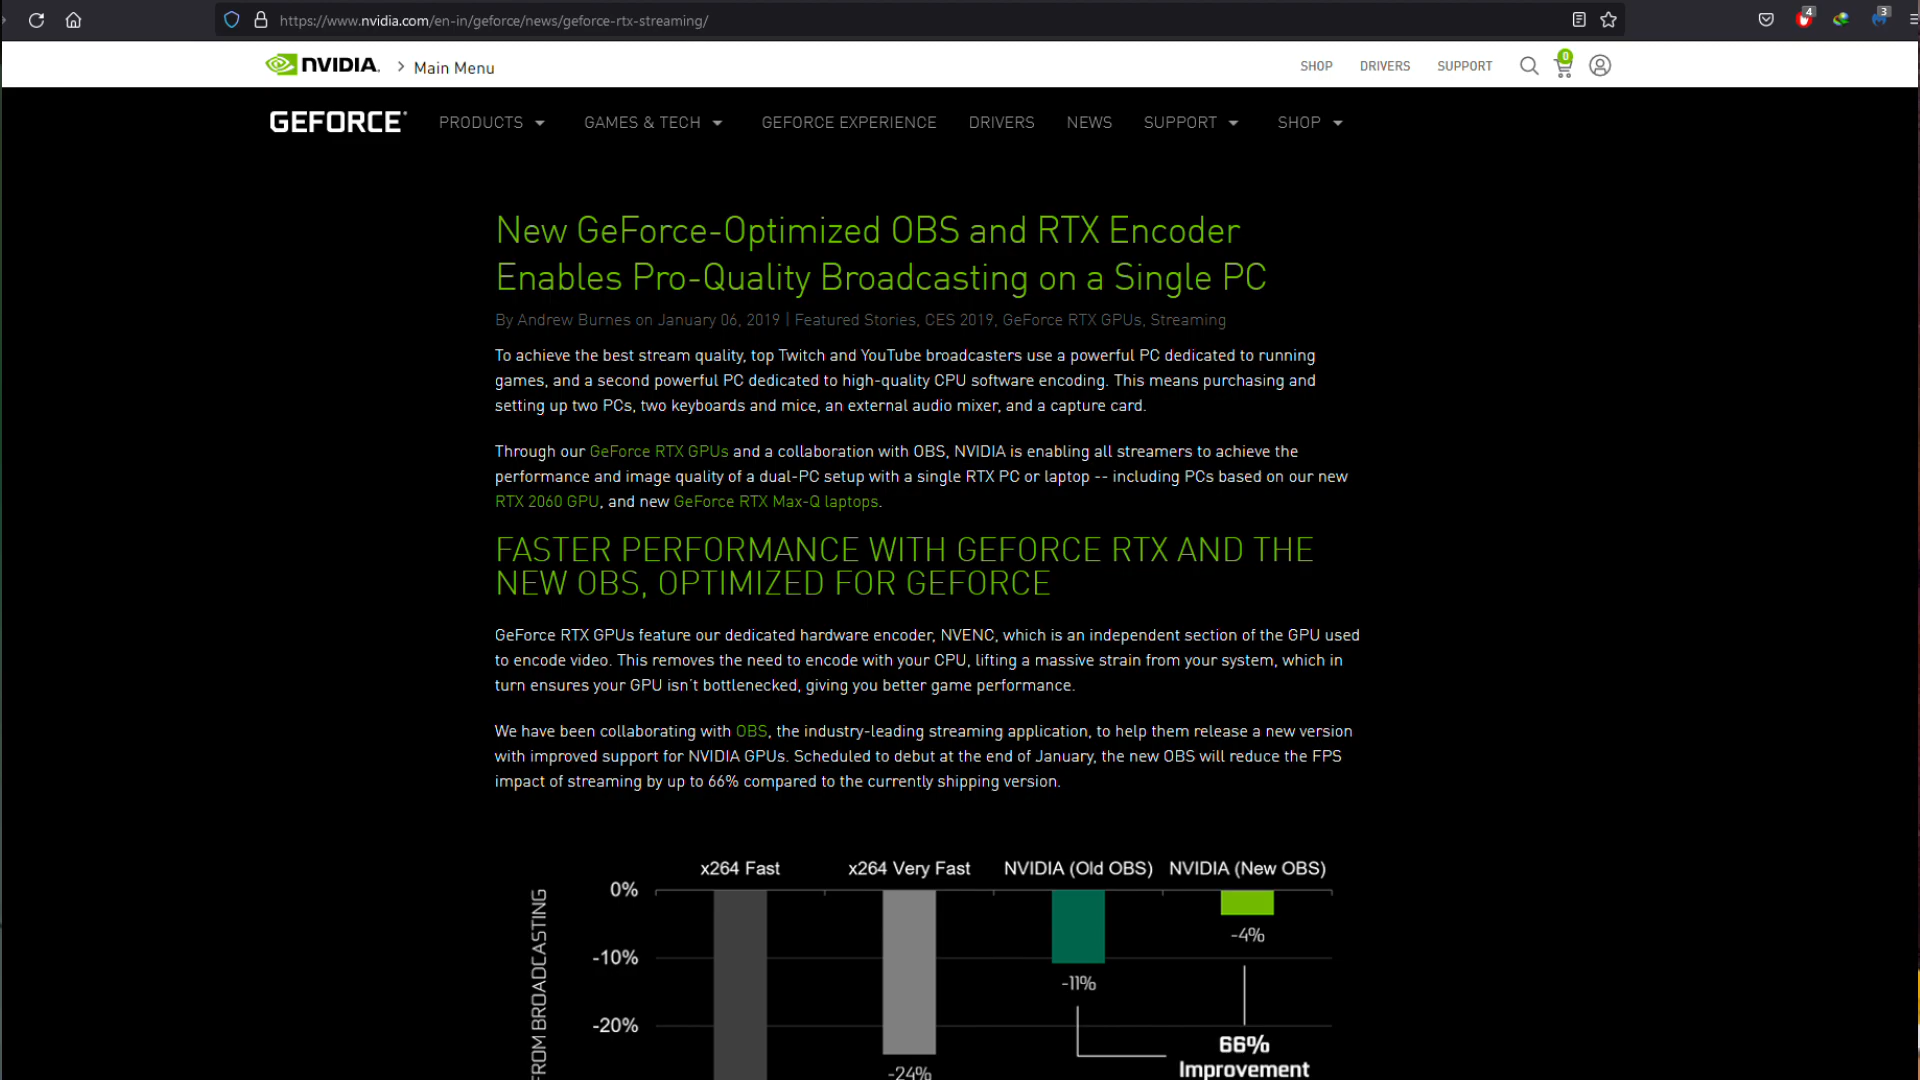 https://www.nvidia.com/en-in/geforce/news/geforce-rtx-streaming/
4
3
NVIDIA.
Main Menu
SHOP DRIVERS SUPPORT
0
GEFORCE PRODUCTS GAMES & TECH GEFORCE EXPERIENCE DRIVERS NEWS SUPPORT SHOP
New GeForce-Optimized OBS and RTX Encoder
Enables Pro-Quality Broadcasting on a Single PC
By Andrew Burnes on January 06, 2019 | Featured Stories, CES 2019, GeForce RTX GPUs, Streaming
To achieve the best stream quality, top Twitch and YouTube broadcasters use a powerful PC dedicated to running
games, and a second powerful PC dedicated to high-quality CPU software encoding. This means purchasing and
setting up two PCs, two keyboards and mice, an external audio mixer, and a capture card.
Through our GeForce RTX GPUs and a collaboration with OBS, NVIDIA is enabling all streamers to achieve the
performance and image quality of a dual-PC setup with a single RTX PC or laptop -- including PCs based on our new
RTX 2060 GPU, and new GeForce RTX Max-Q laptops.
FASTER PERFORMANCE WITH GEFORCE RTX AND THE
NEW OBS, OPTIMIZED FOR GEFORCE
GeForce RTX GPUs feature our dedicated hardware encoder, NVENC, which is an independent section of the GPU used
to encode video. This removes the need to encode with your CPU, lifting a massive strain from your system, which in
turn ensures your GPU isn't bottlenecked, giving you better game performance.
We have been collaborating with OBS, the industry-leading streaming application, to help them release a new version
with improved support for NVIDIA GPUs. Scheduled to debut at the end of January, the new OBS will reduce the FPS
impact of streaming by up to 66% compared to the currently shipping version.
x264 Fast x264 Very Fast NVIDIA (Old OBS) NVIDIA (New OBS)
0%
-4%
-10%
-11%
-20%
66%
Improvement
-24%
FROM BROADCASTING